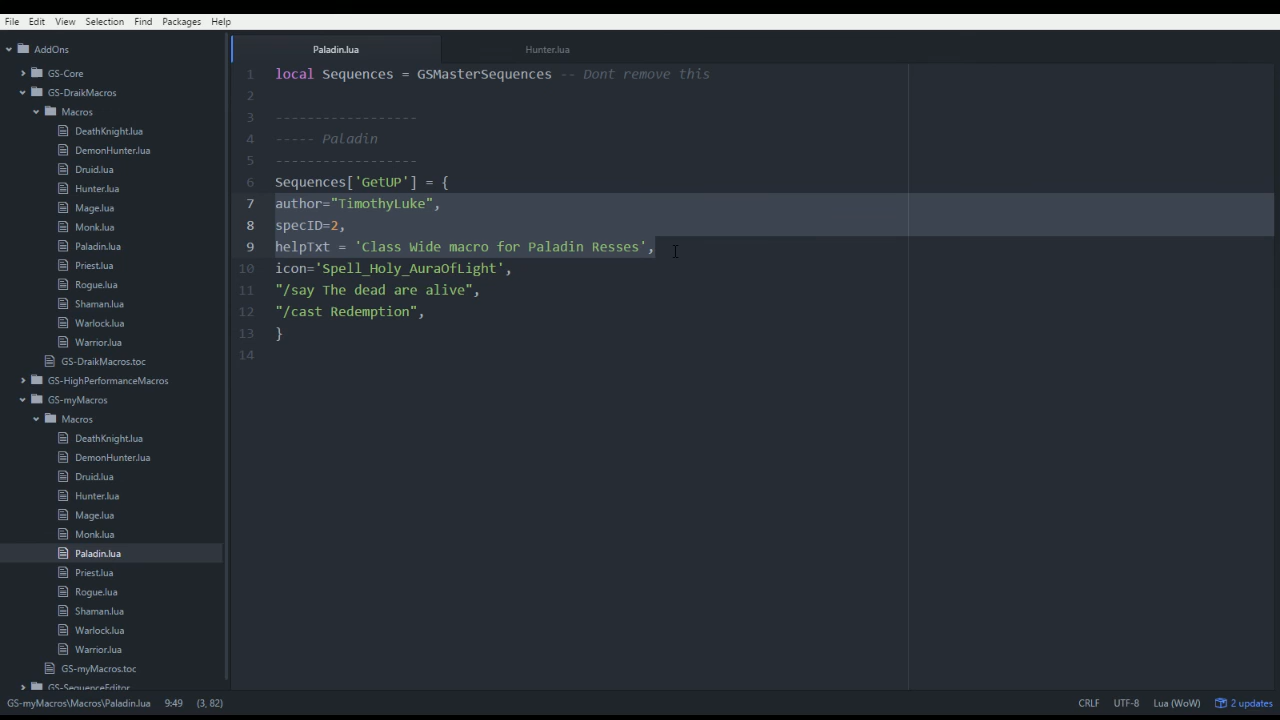 File Edit View Selection Find Packages Help
AddOns
GS-Core
GS-DraikMacros
Macros
DeathKnight.lua
DemonHunter.lua
Druid.lua
Hunter.lua
Mage.lua
Monk.lua
Paladin.lua
Priest.lua
Rogue.lua
Shaman.lua
Warlock.lua
Warrior.lua
GS-DraikMacros.toc
GS-HighPerformanceMacros
GS-myMacros
Macros
DeathKnight.lua
DemonHunter.lua
Druid.lua
Hunter.lua
Mage.lua
Monk.lua
Paladin.lua
Priest.lua
Rogue.lua
Shaman.lua
Warlock.lua
Warrior.lua
GS-myMacros.toc
GS-SequenceEditor
Paladin.lua Hunter.lua
1 local Sequences = GSMasterSequences -- Dont remove this
2
3 ------------------
4 ----- Paladin
5 ------------------
6 Sequences['GetUP'] = {
7 author="TimothyLuke",
8 specID=2,
9 helpTxt = 'Class Wide macro for Paladin Resses',
10 icon='Spell_Holy_AuraOfLight',
11 "/say The dead are alive",
12 "/cast Redemption",
13 }
14
GS-myMacros\Macros\Paladin.lua 9:49 (3, 82) CRLF UTF-8 Lua (WoW) 2 updates